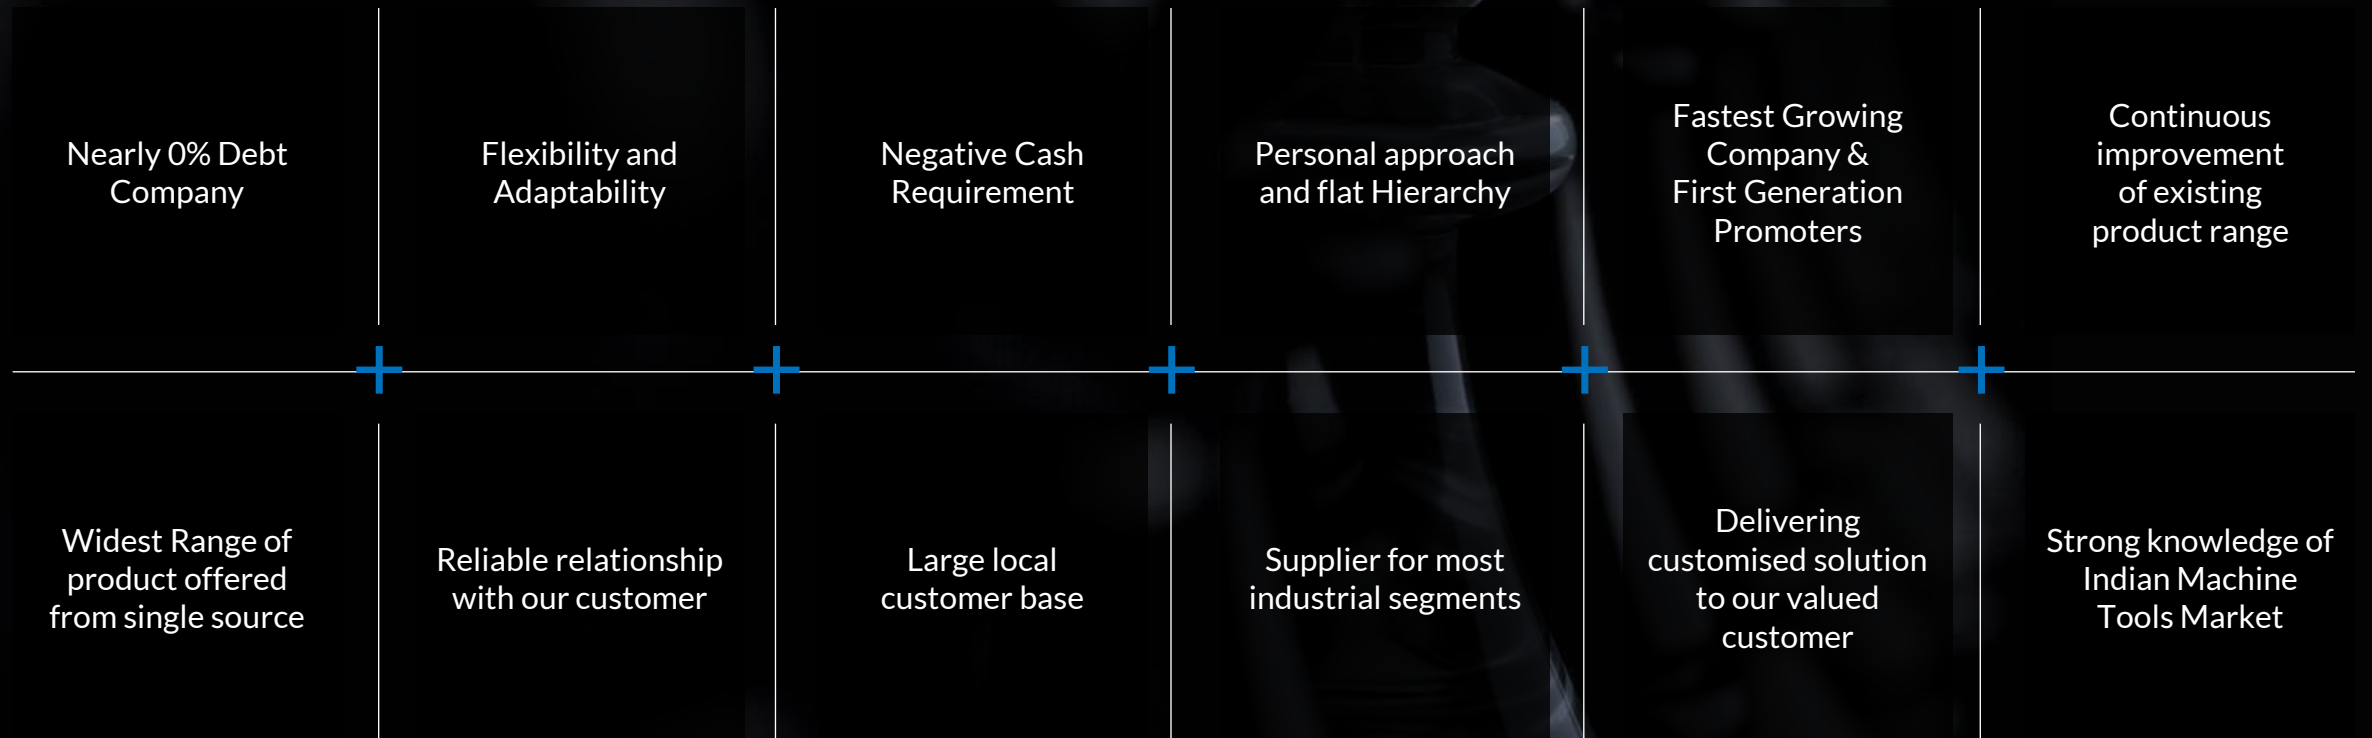 Nearly 0% Debt
Company
Flexibility and
Adaptability
Negative Cash
Requirement
Personal approach
and flat Hierarchy
Fastest Growing
Company &
First Generation
Promoters
Continuous
improvement
of existing
product range
Widest Range of
product offered
from single source
Reliable relationship
with our customer
Large local
customer base
Supplier for most
industrial segments
Delivering
customised solution
to our valued
customer
Strong knowledge of
Indian Machine
Tools Market